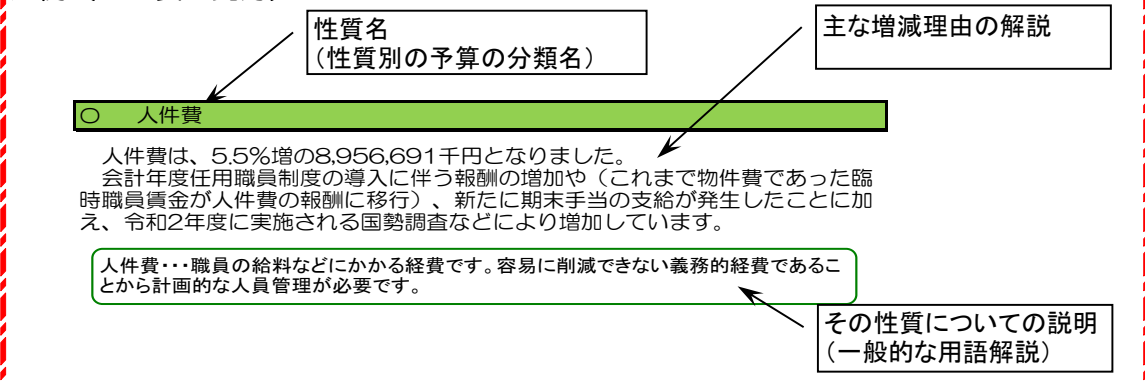 性質名
（性質別の予算の分類名）
主な増減理由の解説
○　人件費
人件費は、5.5%増の8,956,691千円となりました。
会計年度任用職員制度の導入に伴う報酬の増加や（これまで物件費であった臨
時職員賃金が人件費の報酬に移行）、新たに期末手当の支給が発生したことに加
え、令和2年度に実施される国勢調査などにより増加しています。
人件費・・・職員の給料などにかかる経費です。容易に削減できない義務的経費であるこ
とから計画的な人員管理が必要です。
その性質についての説明
（一般的な用語解説）